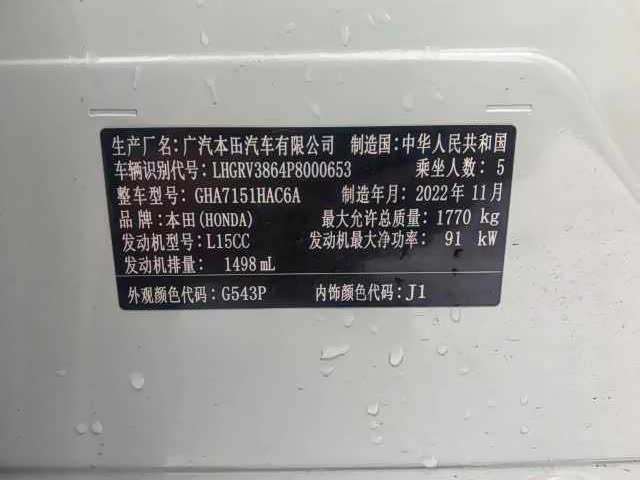 生产厂名:广汽本田汽车有限公司 制造国:中华人民共和国
车辆识别代号:LHGRV3864P8000653 乘坐人数:5
整车型号:GHA7151HAC6A 制造年月:2022年11月
品牌:本田(HONDA) 最大允许总质量:1770 kg
发动机型号:L15CC 发动机最大净功率:91 kW
发动机排量:1498 mL
外观颜色代码:G543P 内饰颜色代码:J1